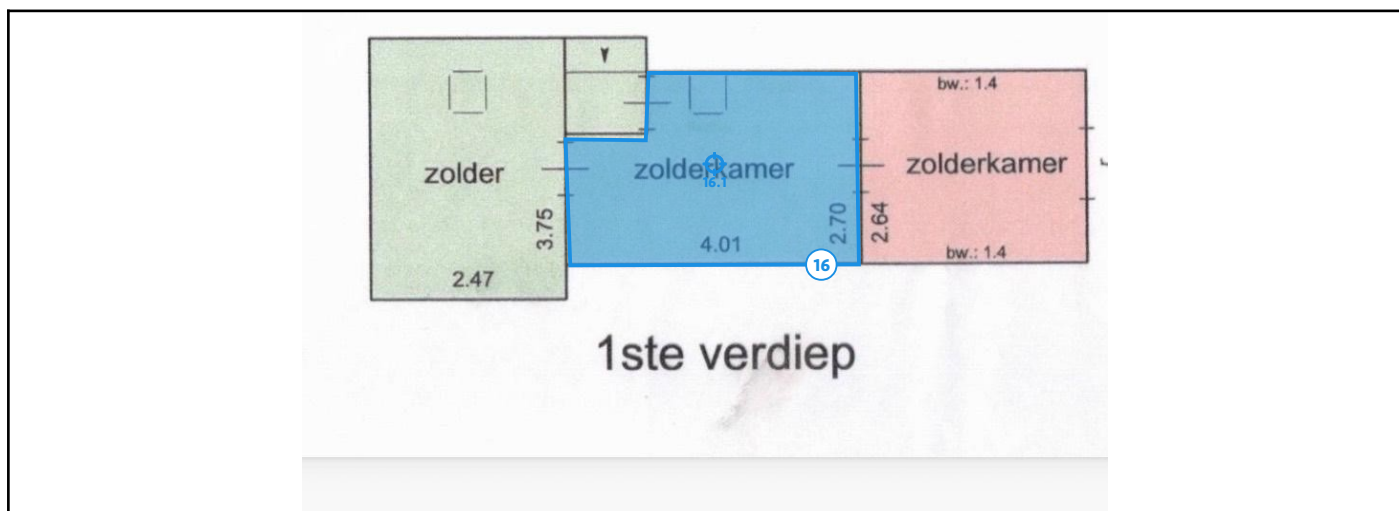 bw.: 1.4
zolder
zolderkamer
16.1
zolderkamer
3.75
4.01
2.70
2.64
bw.: 1.4
2.47
16
1ste verdiep